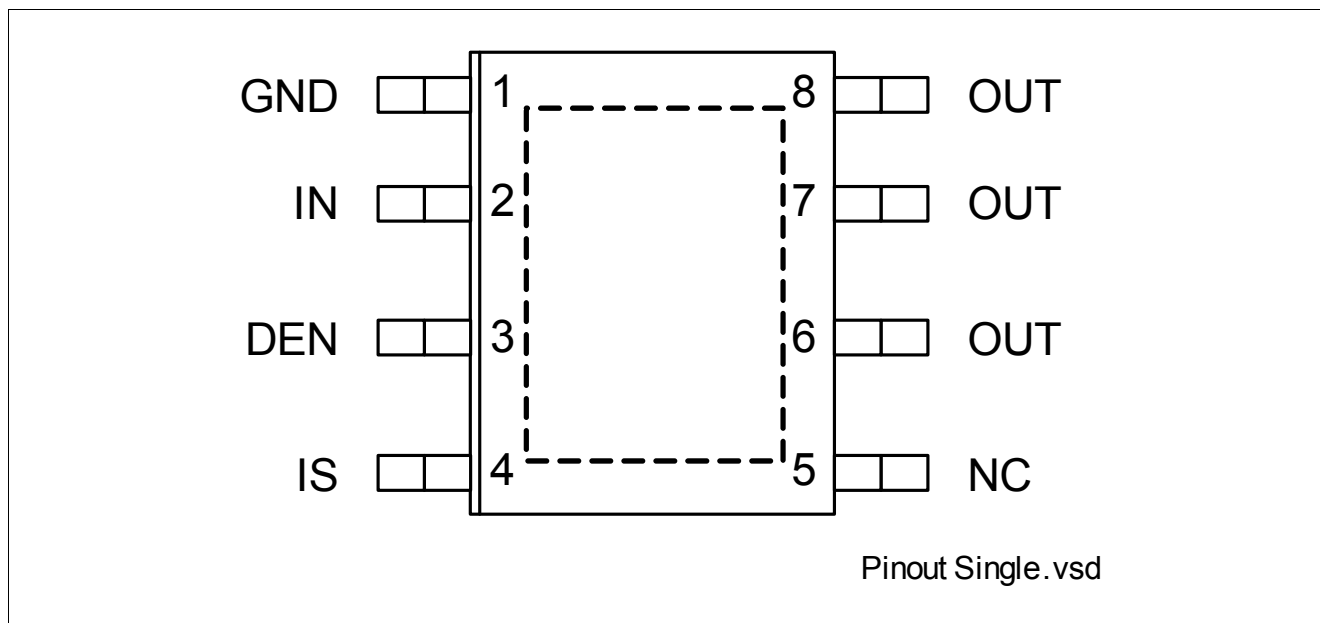 GND 1 8 OUT
IN 2 7 OUT
DEN 3 6 OUT
IS 4 5 NC
Pinout Single.vsd